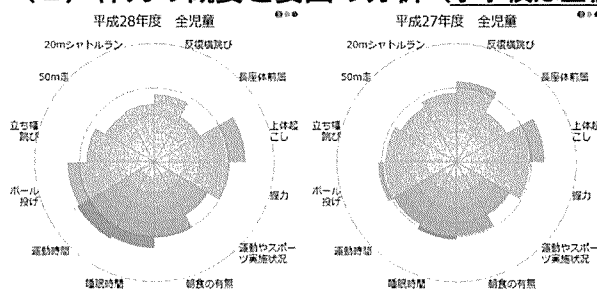 平成28年度　全児童
20mシャトルラン
反復横跳び
50m走
長座体前屈
立ち幅
跳び
上体起
こし
ボール
投げ
握力
運動時間
運動やスポー
ツ実施状況
睡眠時間
朝食の有無
平成27年度　全児童
20mシャトルラン
反復横跳び
50m走
長座体前屈
立ち幅
跳び
上体起
こし
ボール
投げ
握力
運動時間
運動やスポー
ツ実施状況
睡眠時間
朝食の有無